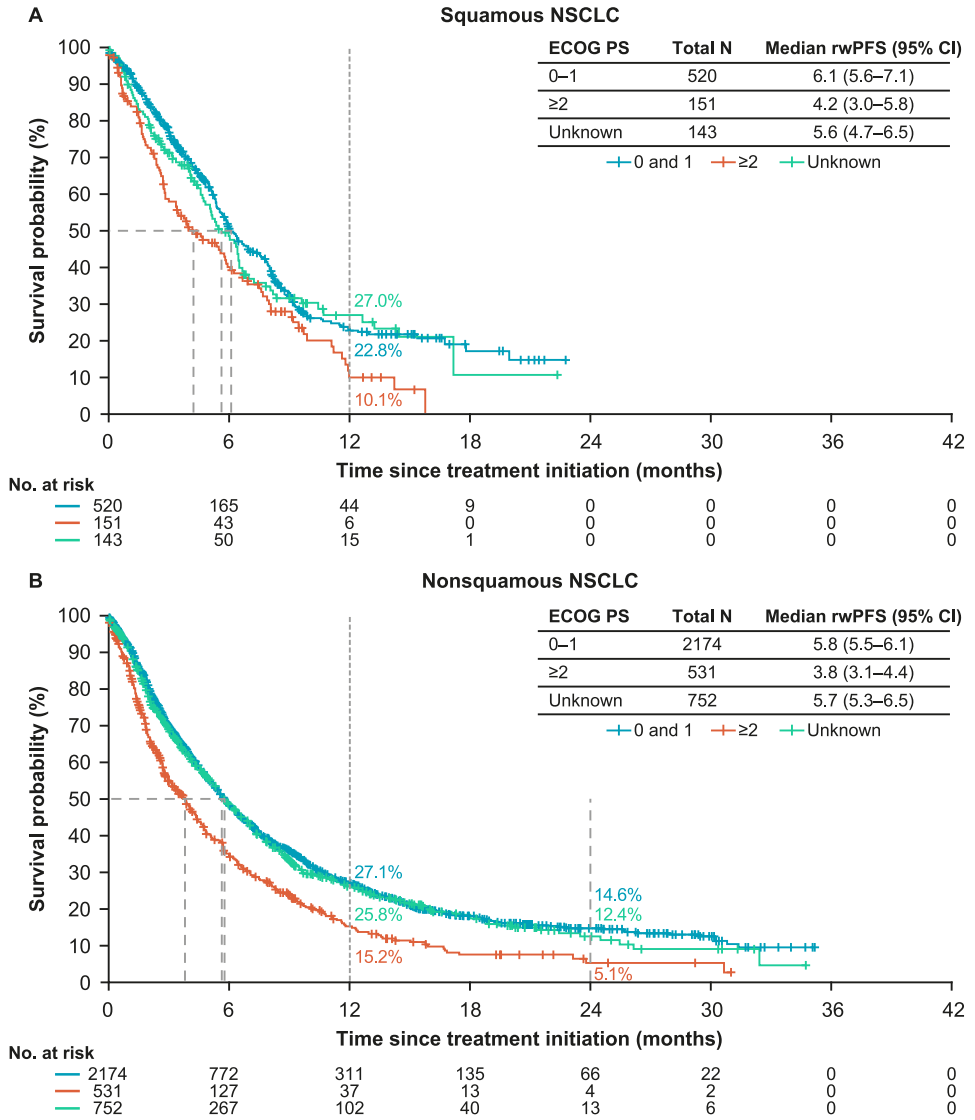 A
Squamous NSCLC
ECOG PS Total N Median rwPFS (95% CI)
0–1 520 6.1 (5.6–7.1)
≥2 151 4.2 (3.0–5.8)
Unknown 143 5.6 (4.7–6.5)
0 and 1 ≥2 Unknown
Survival probability (%)
100
90
80
70
60
50
40
30
20
10
0
27.0%
22.8%
10.1%
0 6 12 18 24 30 36 42
Time since treatment initiation (months)
No. at risk
520 165 44 9 0 0 0 0
151 43 6 0 0 0 0 0
143 50 15 1 0 0 0 0
B
Nonsquamous NSCLC
ECOG PS Total N Median rwPFS (95% CI)
0–1 2174 5.8 (5.5–6.1)
≥2 531 3.8 (3.1–4.4)
Unknown 752 5.7 (5.3–6.5)
0 and 1 ≥2 Unknown
Survival probability (%)
100
90
80
70
60
50
40
30
20
10
0
27.1%
25.8%
15.2%
14.6%
12.4%
5.1%
0 6 12 18 24 30 36 42
Time since treatment initiation (months)
No. at risk
2174 772 311 135 66 22 0 0
531 127 37 13 4 2 0 0
752 267 102 40 13 6 0 0